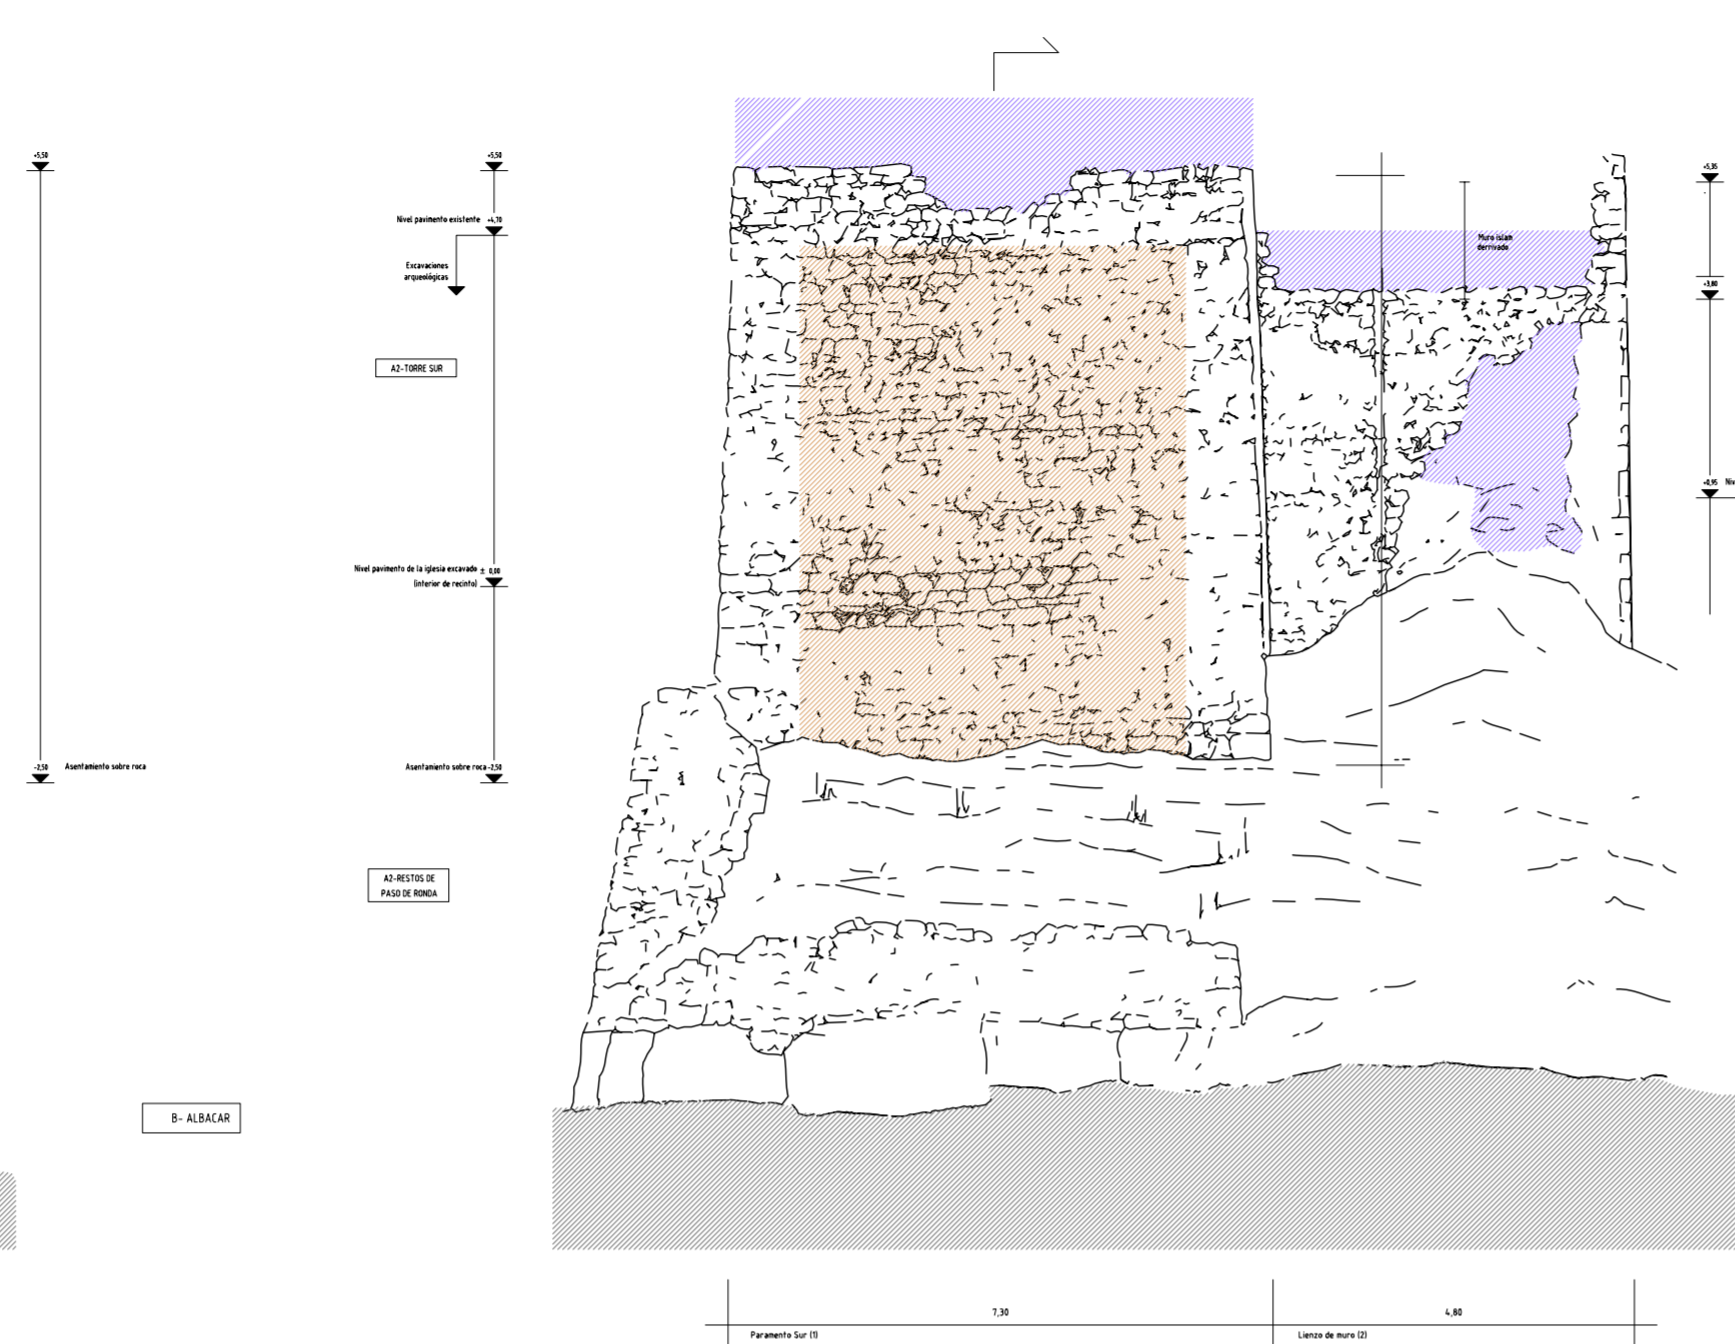 +5,50
+5,50
+5,35
Nivel pavimento existente +4,70
Muro islam
derrivado
Excavaciones
arqueológicas
+3,80
A2-TORRE SUR
+0,95 Niv
Nivel pavimento de la iglesia excavado ± 0,00
(interior de recinto)
-2,50 Asentamiento sobre roca
Asentamiento sobre roca -2,50
A2-RESTOS DE
PASO DE RONDA
B- ALBACAR
7,30
4,80
Paramento Sur (1)
Lienzo de muro (2)